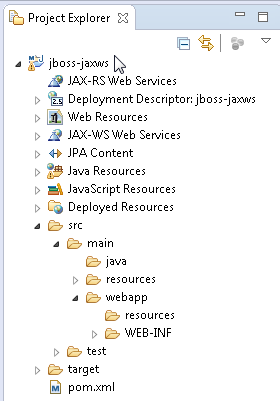 Project Explorer
jboss-jaxws
JAX-RS Web Services
2.5 Deployment Descriptor: jboss-jaxws
Web Resources
JAX-WS Web Services
JPA Content
Java Resources
JavaScript Resources
Deployed Resources
src
main
java
resources
webapp
resources
WEB-INF
test
target
pom.xml